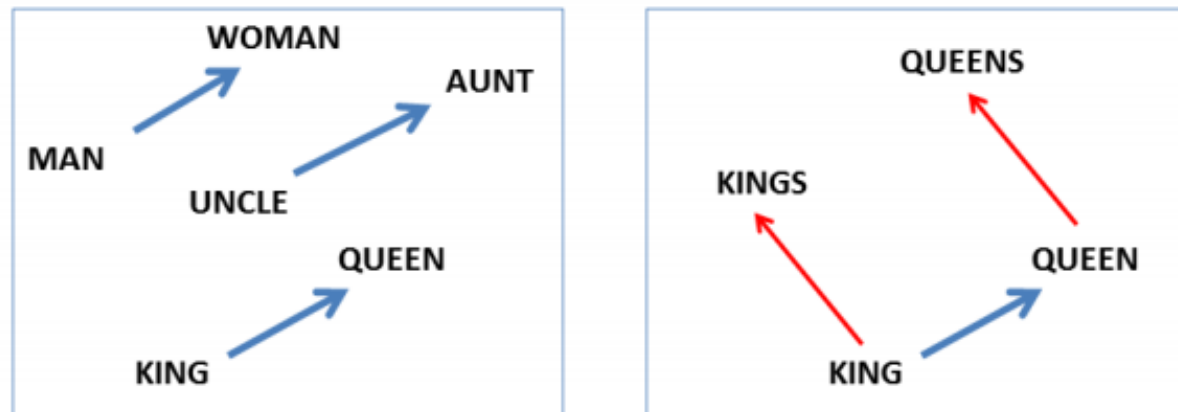 WOMAN
AUNT
MAN
UNCLE
QUEEN
KING
QUEENS
KINGS
QUEEN
KING